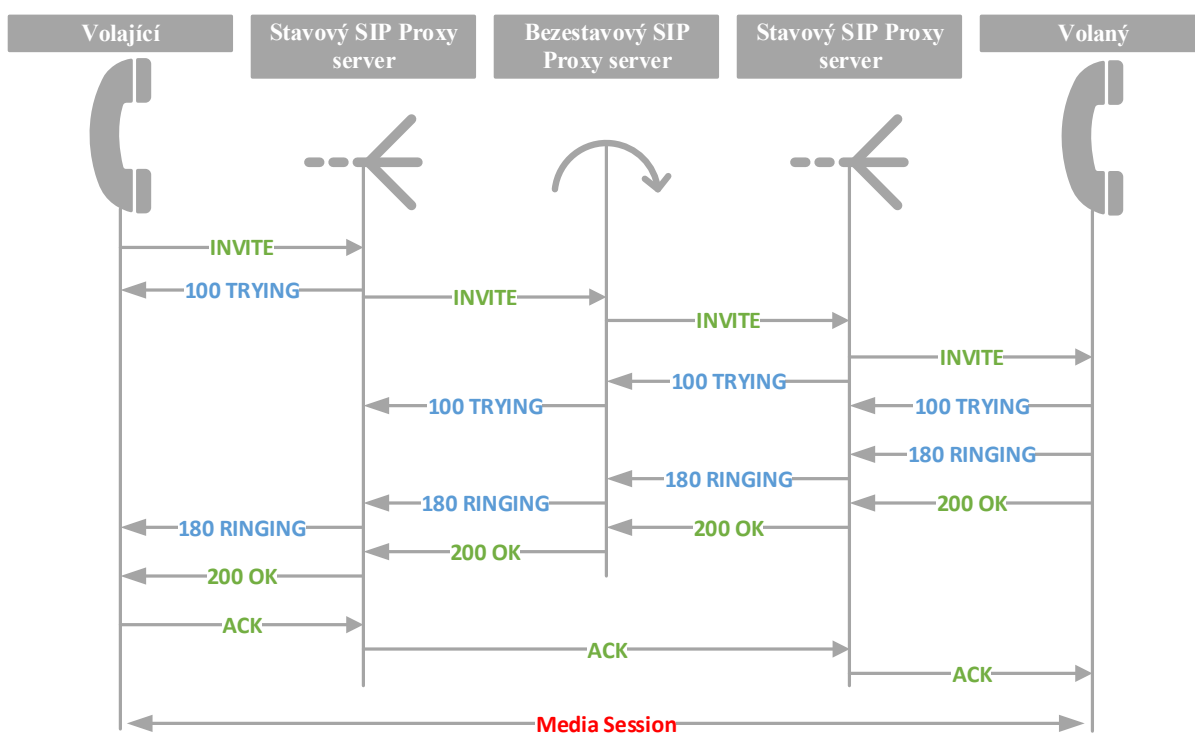 Volající
Stavový SIP Proxy
server
Bezestavový SIP
Proxy server
Stavový SIP Proxy
server
Volaný
INVITE
100 TRYING
INVITE
INVITE
INVITE
100 TRYING
100 TRYING
100 TRYING
180 RINGING
180 RINGING
180 RINGING
200 OK
180 RINGING
200 OK
200 OK
200 OK
ACK
ACK
ACK
Media Session